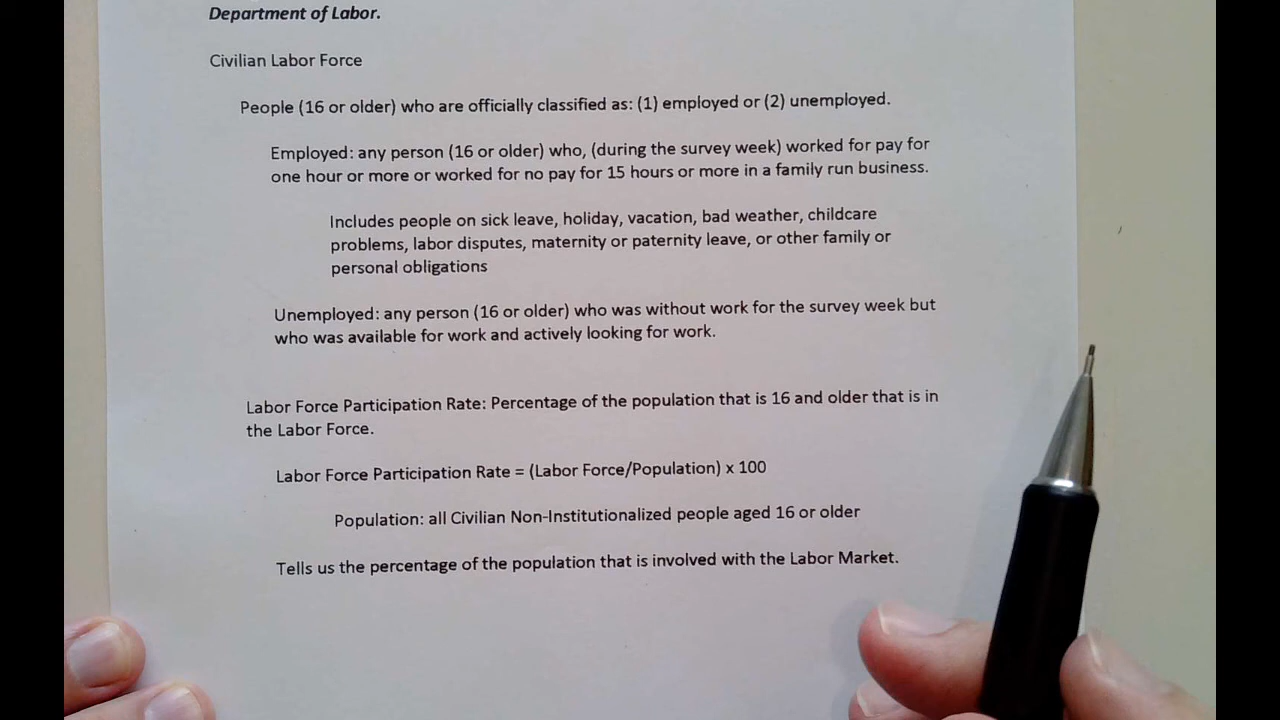 Department of Labor.
Civilian Labor Force
People (16 or older) who are officially classified as: (1) employed or (2) unemployed.
Employed: any person (16 or older) who, (during the survey week) worked for pay for
one hour or more or worked for no pay for 15 hours or more in a family run business.
Includes people on sick leave, holiday, vacation, bad weather, childcare
problems, labor disputes, maternity or paternity leave, or other family or
personal obligations
Unemployed: any person (16 or older) who was without work for the survey week but
who was available for work and actively looking for work.
Labor Force Participation Rate: Percentage of the population that is 16 and older that is in
the Labor Force.
Labor Force Participation Rate = (Labor Force/Population) x 100
Population: all Civilian Non-Institutionalized people aged 16 or older
Tells us the percentage of the population that is involved with the Labor Market.